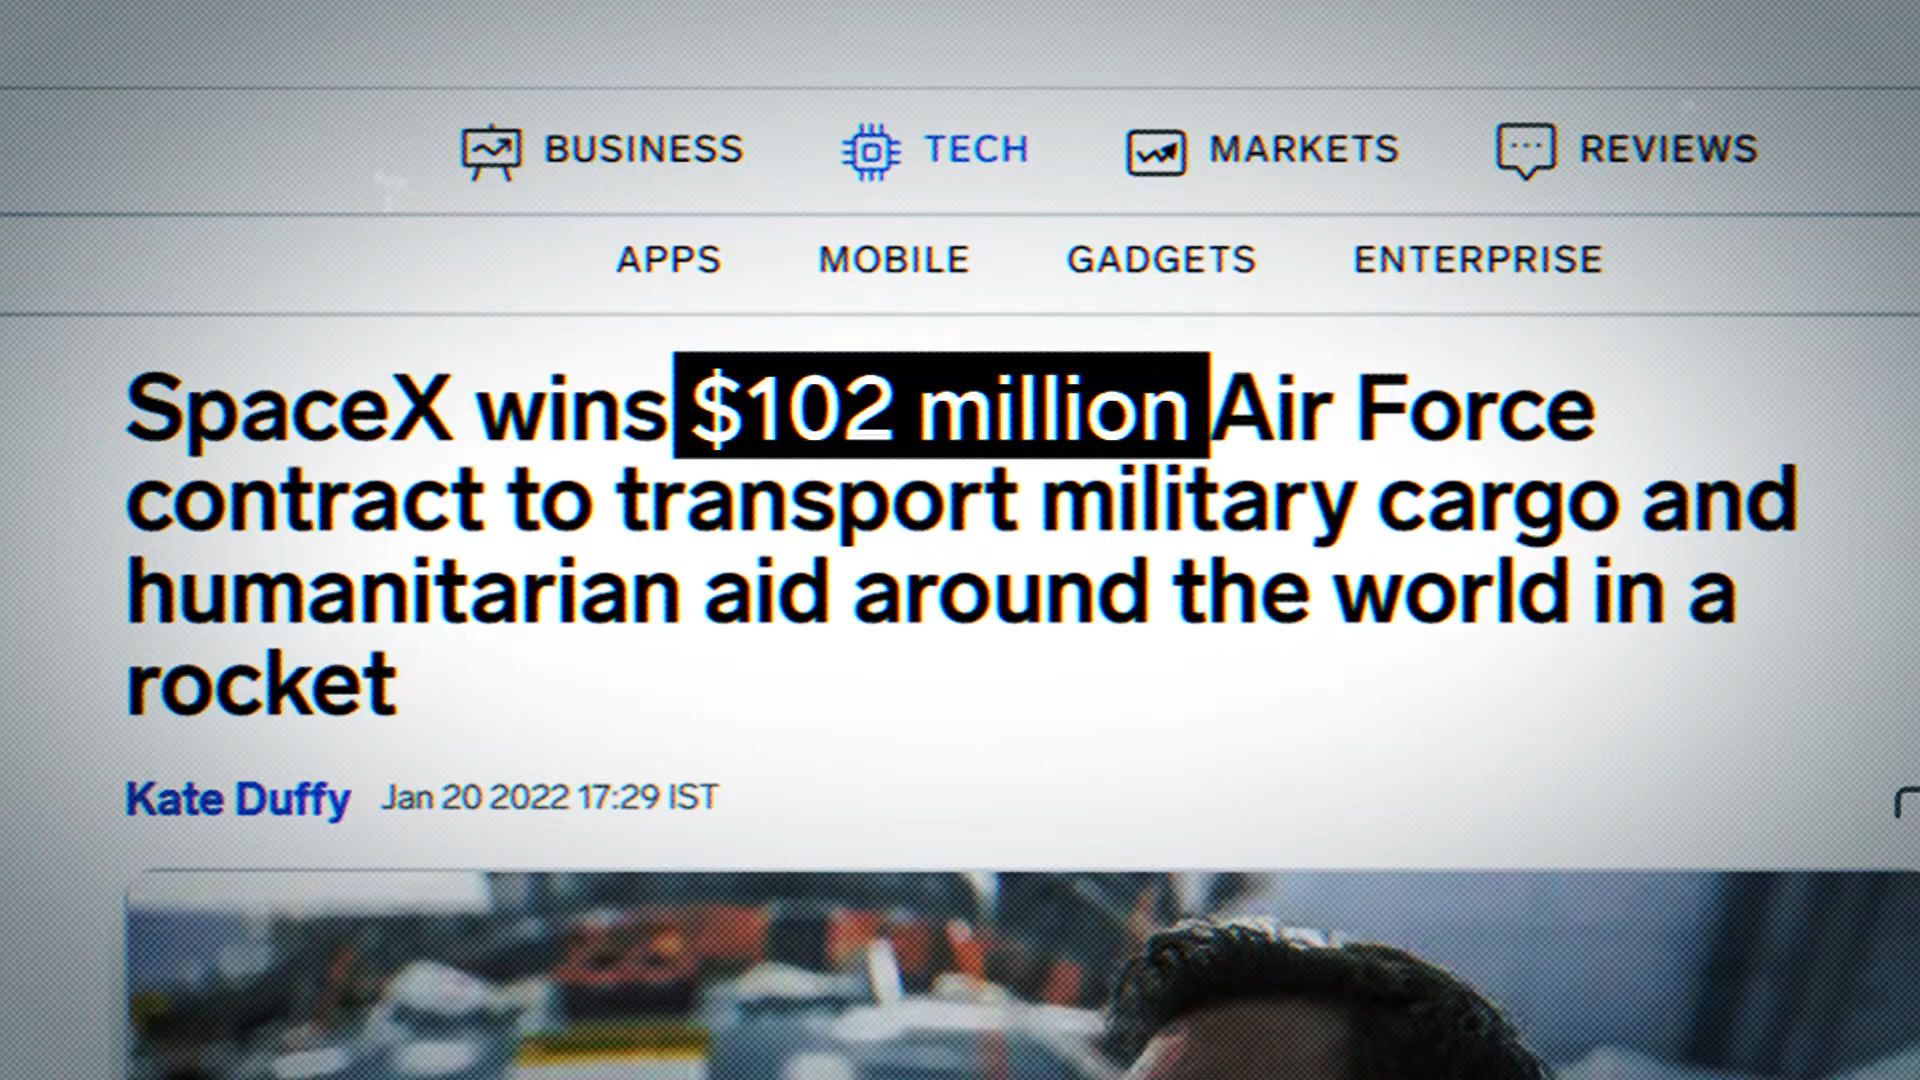 BUSINESS TECH MARKETS REVIEWS
APPS MOBILE GADGETS ENTERPRISE
SpaceX wins $102 million Air Force
contract to transport military cargo and
humanitarian aid around the world in a
rocket
Kate Duffy Jan 20 2022 17:29 IST